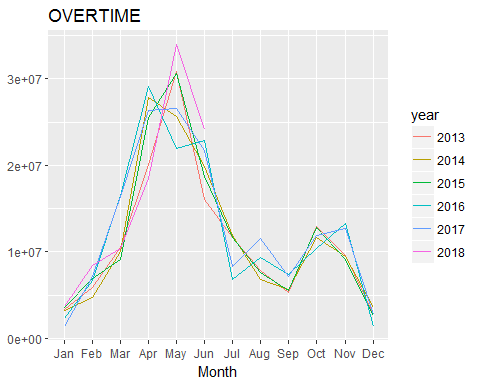 OVERTIME
3e+07
2e+07
1e+07
0e+00
Jan Feb Mar Apr May Jun Jul Aug Sep Oct Nov Dec
Month
year
2013
2014
2015
2016
2017
2018